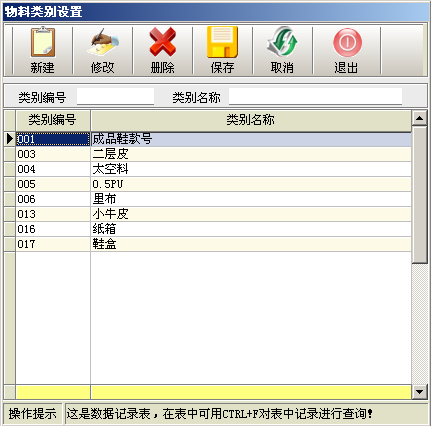 物料类别设置
新建 修改 删除 保存 取消 退出
类别编号 类别名称
类别编号 类别名称
001 成品鞋款号
003 二层皮
004 太空料
005 0.5PU
006 里布
013 小牛皮
016 纸箱
017 鞋盒
操作提示 这是数据记录表，在表中可用CTRL+F对表中记录进行查询！